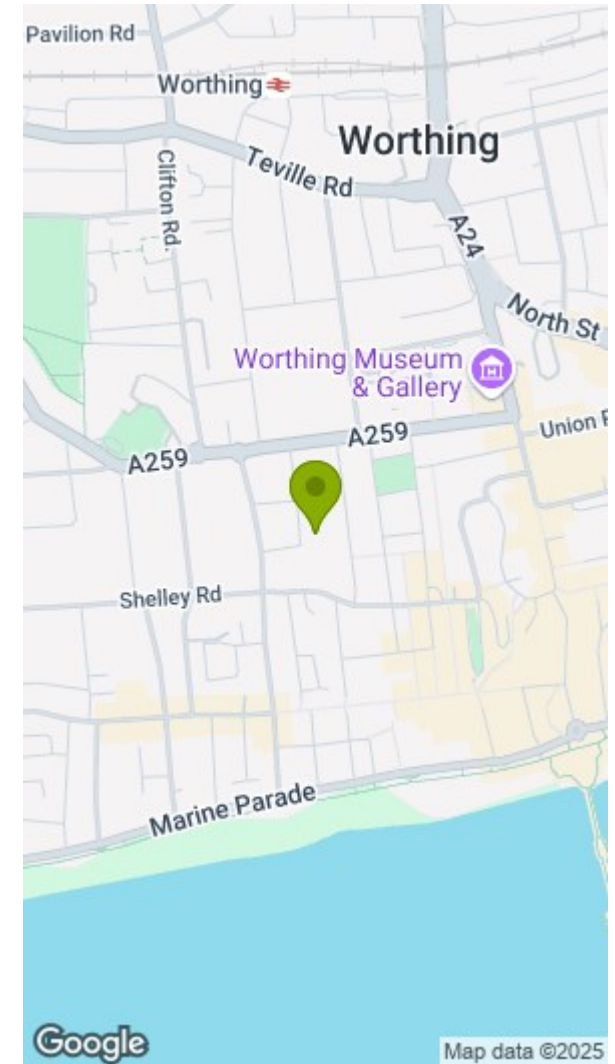 Pavilion Rd
Worthing
Worthing
Teville Rd
Clifton Rd.
A24
North St
Worthing Museum
& Gallery
A259
Union P
A259
Shelley Rd
Marine Parade
Google
Map data ©2025